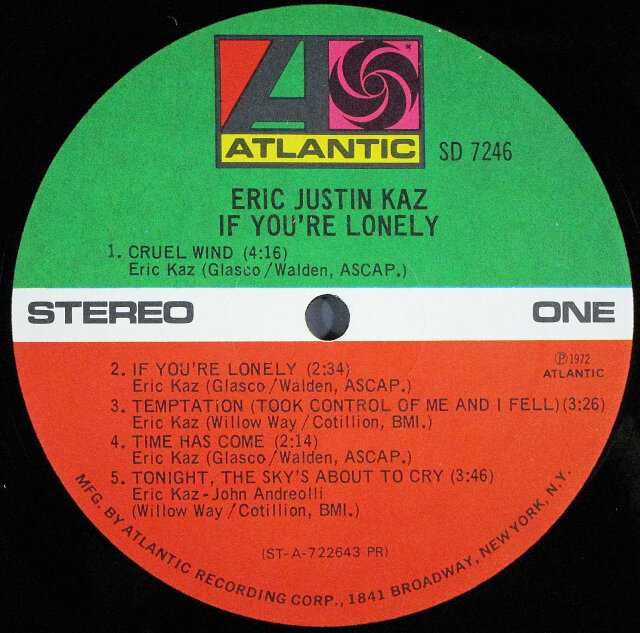 ATLANTIC
SD 7246
ERIC JUSTIN KAZ
IF YOU'RE LONELY
1. CRUEL WIND (4:16)
Eric Kaz (Glasco/Walden, ASCAP.)
STEREO
ONE
℗ 1972
ATLANTIC
2. IF YOU'RE LONELY (2:34)
Eric Kaz (Glasco/Walden, ASCAP.)
3. TEMPTATiON (TOOK CONTROL OF ME AND I FELL)(3:26)
Eric Kaz (Willow Way/Cotillion, BMI.)
4. TIME HAS COME (2:14)
Eric Kaz (Glasco/Walden, ASCAP.)
5. TONIGHT, THE SKY'S ABOUT TO CRY (3:46)
Eric Kaz-John Andreolli
(Willow Way/Cotillion, BMI.)
(ST-A-722643 PR)
MFG. BY ATLANTIC RECORDING CORP., 1841 BROADWAY, NEW YORK, N.Y.